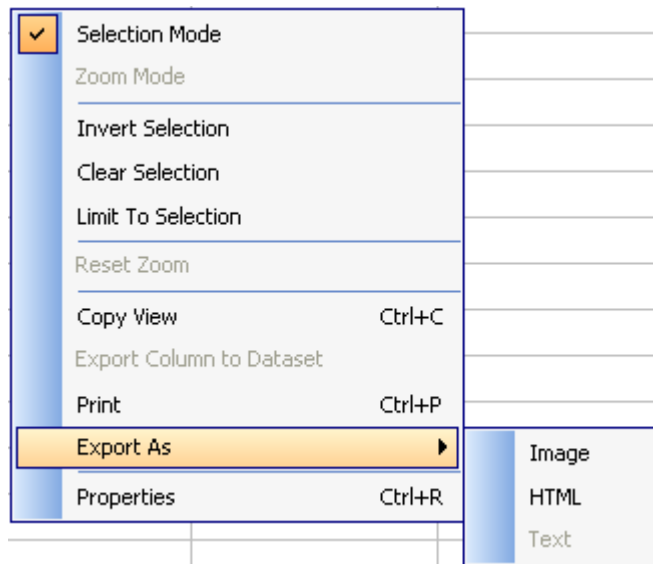 Selection Mode
Zoom Mode
Invert Selection
Clear Selection
Limit To Selection
Reset Zoom
Copy View Ctrl+C
Export Column to Dataset
Print Ctrl+P
Export As
Image
Properties Ctrl+R
HTML
Text